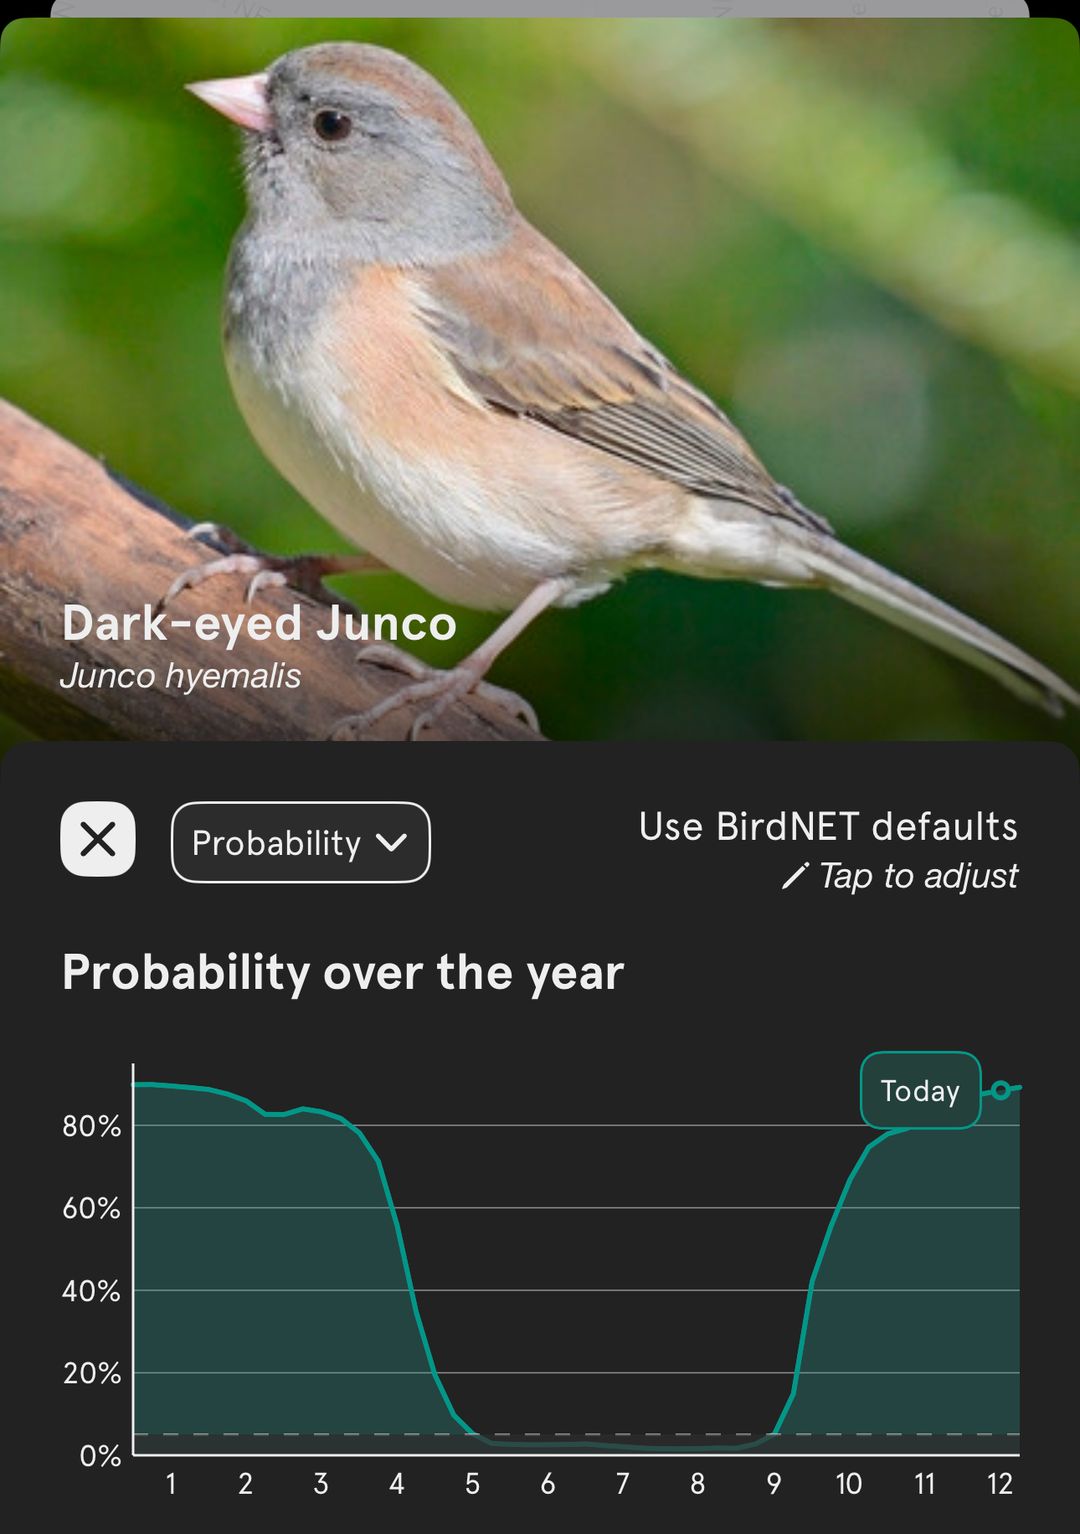 Dark-eyed Junco
Junco hyemalis
Probability
Use BirdNET defaults
Tap to adjust
Probability over the year
Today
80%
60%
40%
20%
0%
1 2 3 4 5 6 7 8 9 10 11 12